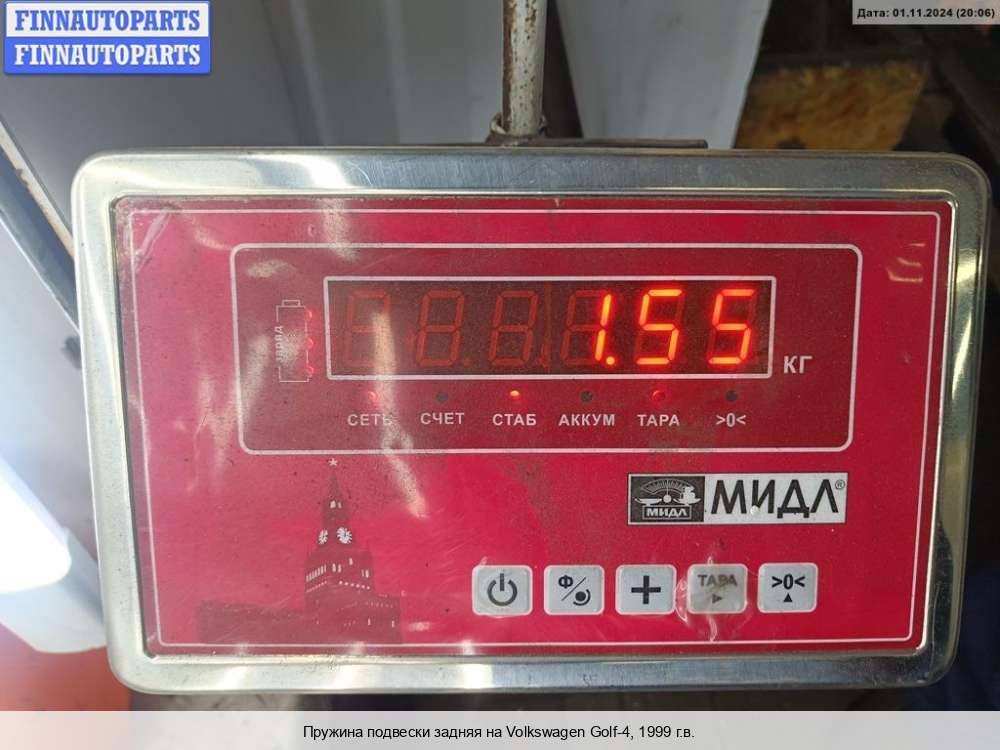 FINNAUTOPARTS
FINNAUTOPARTS
Дата: 01.11.2024 (20:06)
заряд
1.55
КГ
СЕТЬ СЧЕТ СТАБ АККУМ ТАРА >0<
МИДЛ МИДЛ®
Ф ТАРА >0<
Пружина подвески задняя на Volkswagen Golf-4, 1999 г.в.